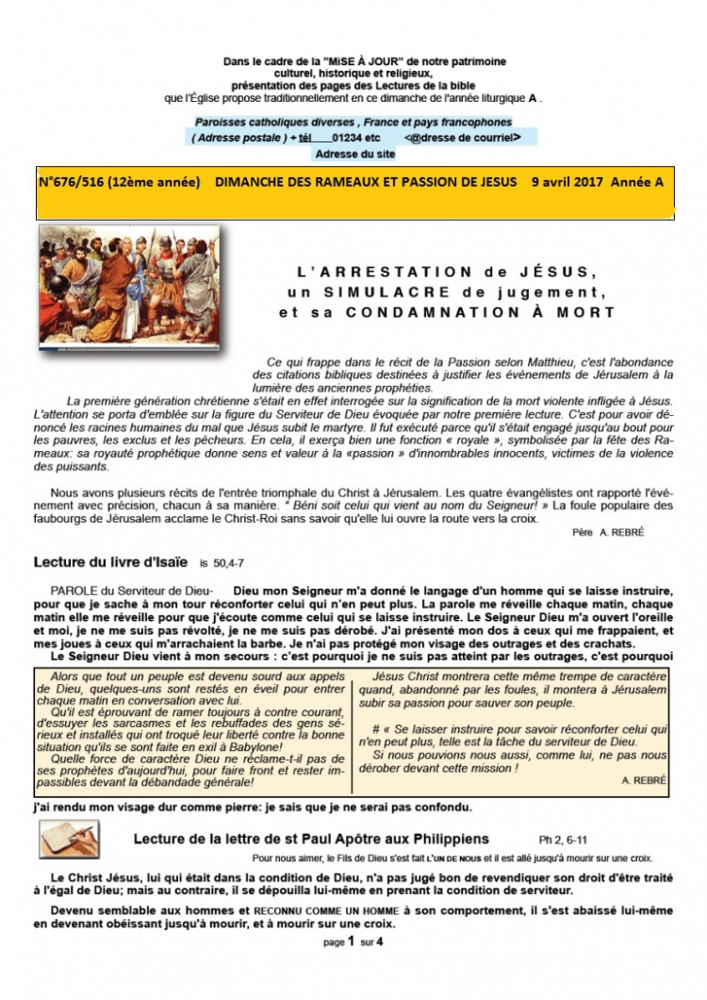 Dans le cadre de la "MiSE À JOUR" de notre patrimoine
culturel, historique et religieux,
présentation des pages des Lectures de la bible
que l'Église propose traditionnellement en ce dimanche de l'année liturgique A .
Paroisses catholiques diverses , France et pays francophones
( Adresse postale ) + tél___01234 etc <@dresse de courriel>
Adresse du site
N°676/516 (12ème année) DIMANCHE DES RAMEAUX ET PASSION DE JESUS 9 avril 2017 Année A
L'ARRESTATION de JÉSUS,
un SIMULACRE de jugement,
et sa CONDAMNATION À MORT
Ce qui frappe dans le récit de la Passion selon Matthieu, c'est l'abondance
des citations bibliques destinées à justifier les événements de Jérusalem à la
lumière des anciennes prophéties.
La première génération chrétienne s'était en effet interrogée sur la signification de la mort violente infligée à Jésus.
L'attention se porta d'emblée sur la figure du Serviteur de Dieu évoquée par notre première lecture. C'est pour avoir dé-
noncé les racines humaines du mal que Jésus subit le martyre. Il fut exécuté parce qu'il s'était engagé jusqu'au bout pour
les pauvres, les exclus et les pécheurs. En cela, il exerça bien une fonction « royale », symbolisée par la fête des Ra-
meaux: sa royauté prophétique donne sens et valeur à la «passion » d'innombrables innocents, victimes de la violence
des puissants.
Nous avons plusieurs récits de l'entrée triomphale du Christ à Jérusalem. Les quatre évangélistes ont rapporté l'évé-
nement avec précision, chacun à sa manière. " Béni soit celui qui vient au nom du Seigneur! » La foule populaire des
faubourgs de Jérusalem acclame le Christ-Roi sans savoir qu'elle lui ouvre la route vers la croix.
Père A. REBRÉ
Lecture du livre d'Isaïe is 50,4-7
PAROLE du Serviteur de Dieu- Dieu mon Seigneur m'a donné le langage d'un homme qui se laisse instruire,
pour que je sache à mon tour réconforter celui qui n'en peut plus. La parole me réveille chaque matin, chaque
matin elle me réveille pour que j'écoute comme celui qui se laisse instruire. Le Seigneur Dieu m'a ouvert l'oreille
et moi, je ne me suis pas révolté, je ne me suis pas dérobé. J'ai présenté mon dos à ceux qui me frappaient, et
mes joues à ceux qui m'arrachaient la barbe. Je n'ai pas protégé mon visage des outrages et des crachats.
Le Seigneur Dieu vient à mon secours : c'est pourquoi je ne suis pas atteint par les outrages, c'est pourquoi
Alors que tout un peuple est devenu sourd aux appels
de Dieu, quelques-uns sont restés en éveil pour entrer
chaque matin en conversation avec lui.
Qu'il est éprouvant de ramer toujours à contre courant,
d'essuyer les sarcasmes et les rebuffades des gens sé-
rieux et installés qui ont troqué leur liberté contre la bonne
situation qu'ils se sont faite en exil à Babylone!
Quelle force de caractère Dieu ne réclame-t-il pas de
ses prophètes d'aujourd'hui, pour faire front et rester im-
passibles devant la débandade générale!
Jésus Christ montrera cette même trempe de caractère
quand, abandonné par les foules, il montera à Jérusalem
subir sa passion pour sauver son peuple.
# « Se laisser instruire pour savoir réconforter celui qui
n'en peut plus, telle est la tâche du serviteur de Dieu.
Si nous pouvions nous aussi, comme lui, ne pas nous
dérober devant cette mission !
A. REBRÉ
j'ai rendu mon visage dur comme pierre: je sais que je ne serai pas confondu.
Lecture de la lettre de st Paul Apôtre aux Philippiens Ph 2, 6-11
Pour nous aimer, le Fils de Dieu s'est fait L'UN DE NOUS et il est allé jusqu'à mourir sur une croix.
Le Christ Jésus, lui qui était dans la condition de Dieu, n'a pas jugé bon de revendiquer son droit d'être traité
à l'égal de Dieu; mais au contraire, il se dépouilla lui-même en prenant la condition de serviteur.
Devenu semblable aux hommes et RECONNU COMME UN HOMME à son comportement, il s'est abaissé lui-même
en devenant obéissant jusqu'à mourir, et à mourir sur une croix.
page 1 sur 4